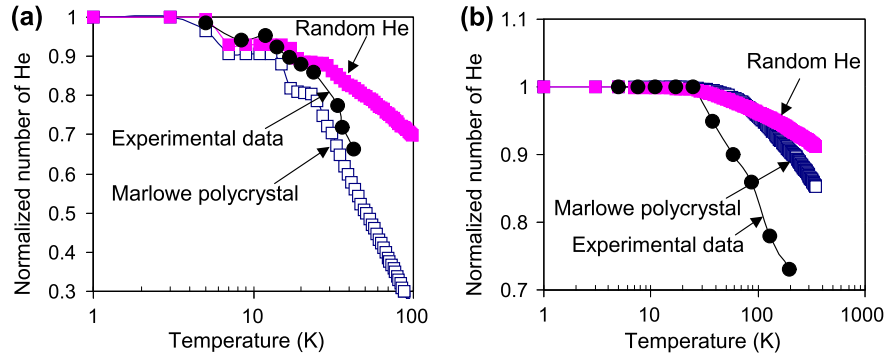 (a)
Normalized number of He
1
0.9
0.8
0.7
0.6
0.5
0.4
0.3
Random He
Experimental data
Marlowe polycrystal
1
10
100
Temperature (K)
(b)
Normalized number of He
1.1
1
0.9
0.8
0.7
Random He
Marlowe polycrystal
Experimental data
1
10
100
1000
Temperature (K)